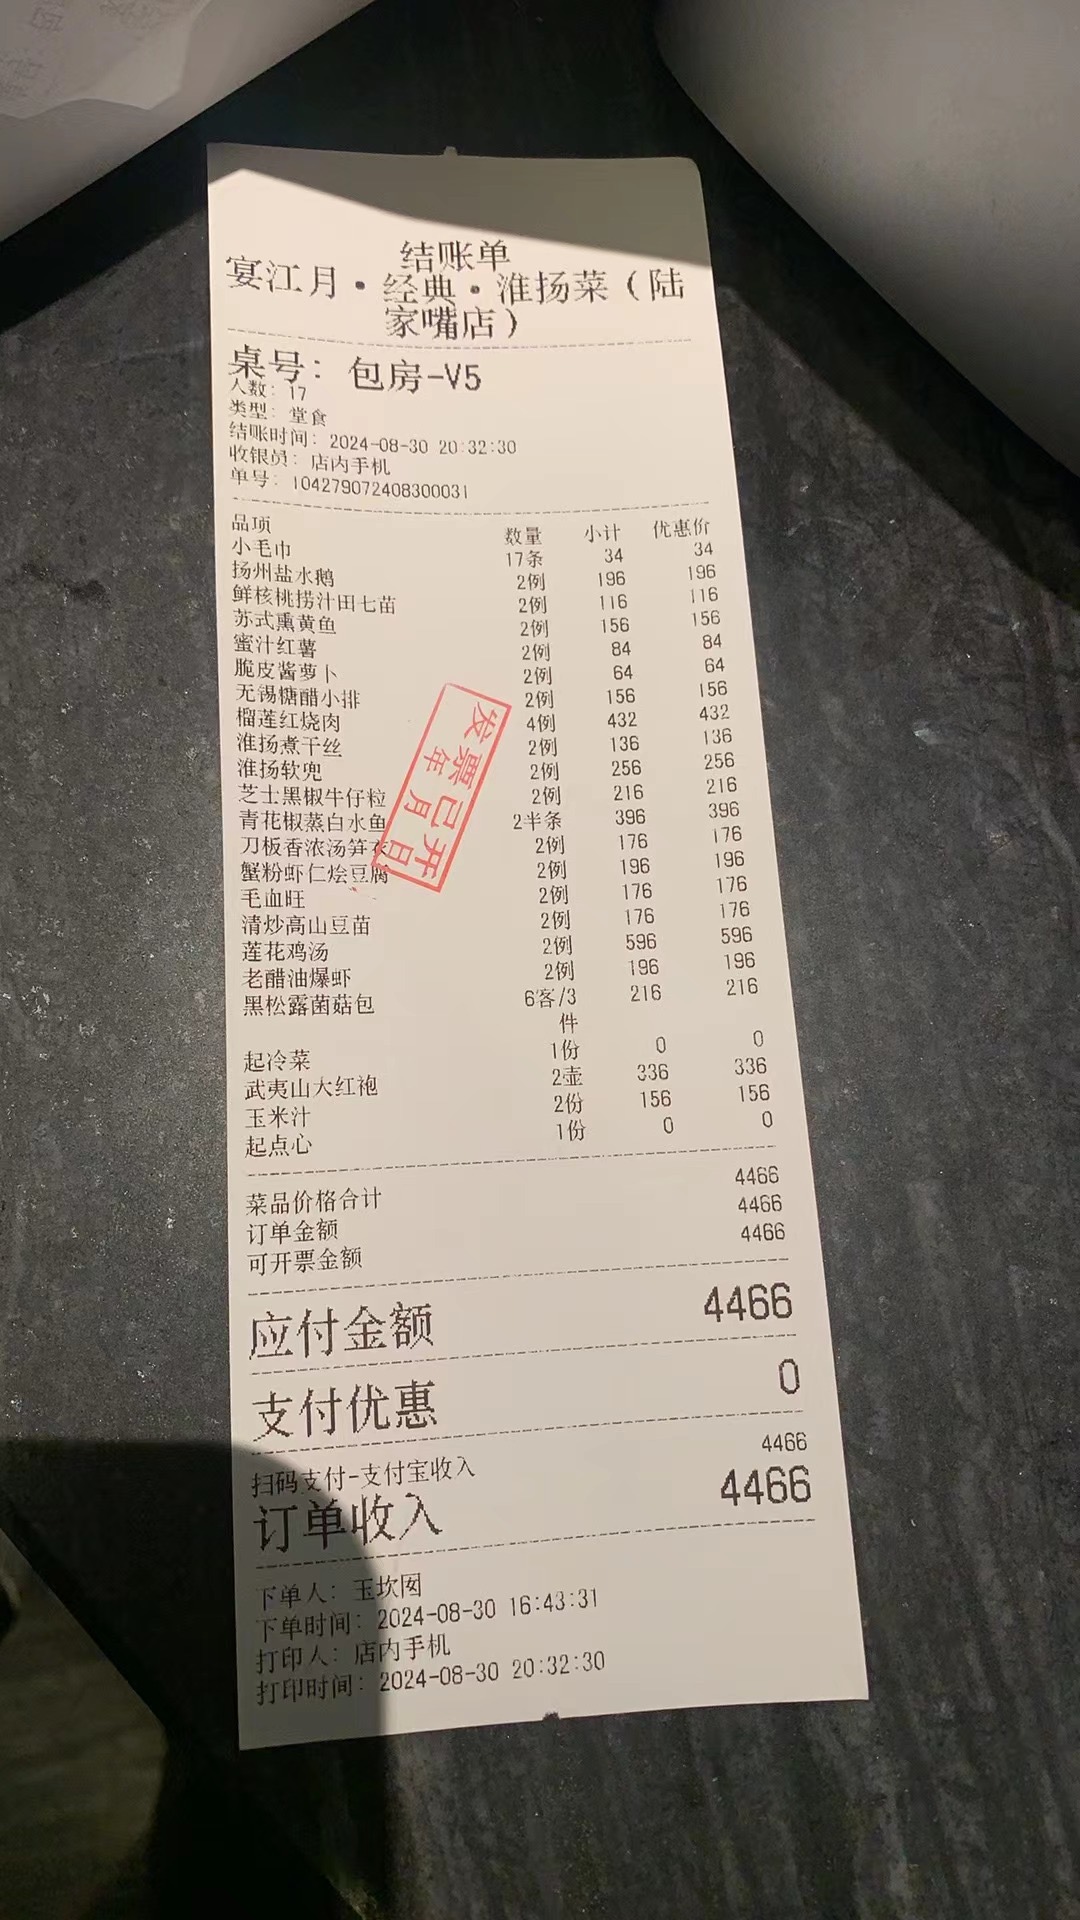 结账单
宴江月·经典·淮扬菜（陆
家嘴店）
桌号：包房-V5
人数：17
类型：堂食
结账时间：2024-08-30 20:32:30
收银员：店内手机
单号：104279072408300031
品项 数量 小计 优惠价
小毛巾 17条 34 34
扬州盐水鹅 2例 196 196
鲜核桃捞汁田七苗 2例 116 116
苏式熏黄鱼 2例 156 156
蜜汁红薯 2例 84 84
脆皮酱萝卜 2例 64 64
无锡糖醋小排 2例 156 156
榴莲红烧肉 4例 432 432
淮扬煮干丝 2例 136 136
淮扬软兜 2例 256 256
芝士黑椒牛仔粒 2例 216 216
青花椒蒸白水鱼 2半条 396 396
刀板香浓汤笋衣 2例 176 176
蟹粉虾仁烩豆腐 2例 196 196
毛血旺 2例 176 176
清炒高山豆苗 2例 176 176
莲花鸡汤 2例 596 596
老醋油爆虾 2例 196 196
黑松露菌菇包 6客/3 216 216
件
起冷菜 1份 0 0
武夷山大红袍 2壶 336 336
玉米汁 2份 156 156
起点心 1份 0 0
发票已开
年月日
菜品价格合计 4466
订单金额 4466
可开票金额 4466
应付金额 4466
支付优惠 0
扫码支付-支付宝收入 4466
订单收入 4466
下单人：玉坎囡
下单时间：2024-08-30 16:43:31
打印人：店内手机
打印时间：2024-08-30 20:32:30